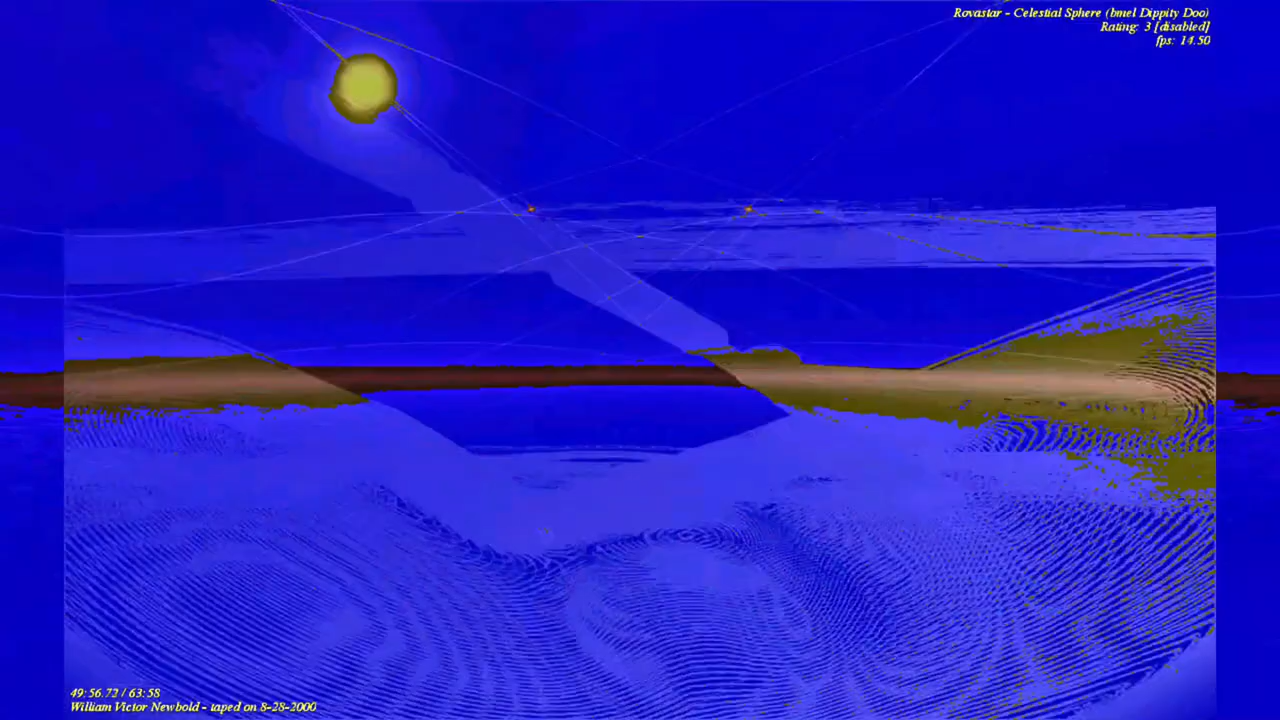 Rovastar - Celestial Sphere (bmel Dippity Doo)
Rating: 3 [disabled]
fps: 14.50
49:56.72 / 63:58
William Victor Newbold - taped on 8-28-2000